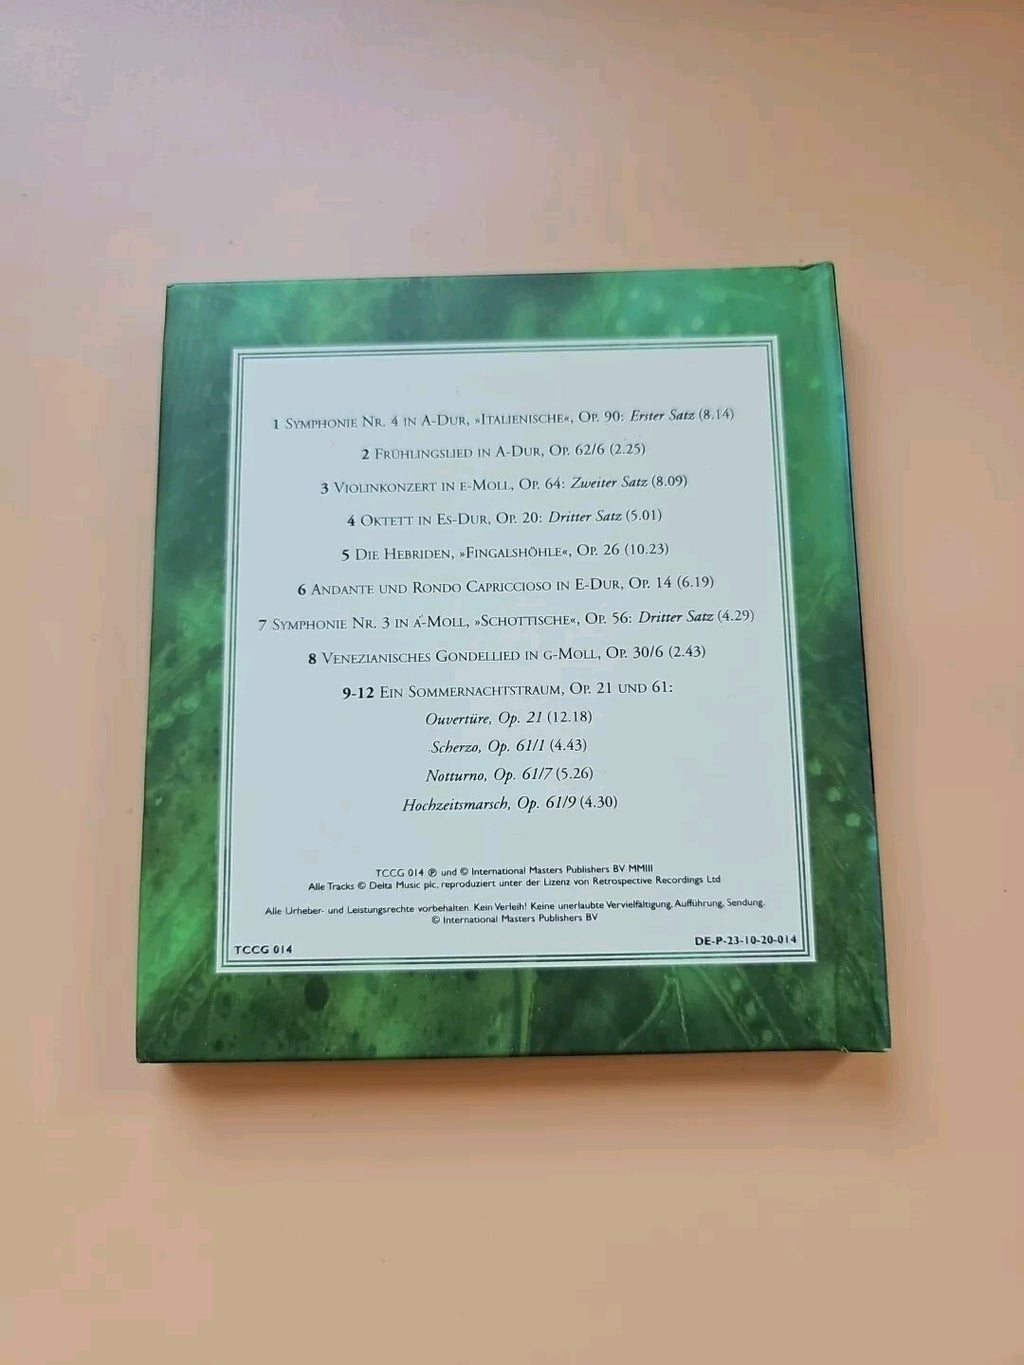 1 Symphonie Nr. 4 in A-Dur, »Italienische«, Op. 90: Erster Satz (8.14)
2 Frühlingslied in A-Dur, Op. 62/6 (2.25)
3 Violinkonzert in e-Moll, Op. 64: Zweiter Satz (8.09)
4 Oktett in Es-Dur, Op. 20: Dritter Satz (5.01)
5 Die Hebriden, »Fingalshöhle«, Op. 26 (10.23)
6 Andante und Rondo Capriccioso in E-Dur, Op. 14 (6.19)
7 Symphonie Nr. 3 in A-Moll, »Schottische«, Op. 56: Dritter Satz (4.29)
8 Venezianisches Gondellied in g-Moll, Op. 30/6 (2.43)
9-12 Ein Sommernachtstraum, Op. 21 und 61:
Ouvertüre, Op. 21 (12.18)
Scherzo, Op. 61/1 (4.43)
Notturno, Op. 61/7 (5.26)
Hochzeitsmarsch, Op. 61/9 (4.30)
TCCG 014 ℗ und © International Masters Publishers BV MMIII
Alle Tracks © Delta Music plc, reproduziert unter der Lizenz von Retrospective Recordings Ltd
Alle Urheber- und Leistungsrechte vorbehalten. Kein Verleih! Keine unerlaubte Vervielfältigung, Aufführung, Sendung.
© International Masters Publishers BV
TCCG 014
DE-P-23-10-20-014